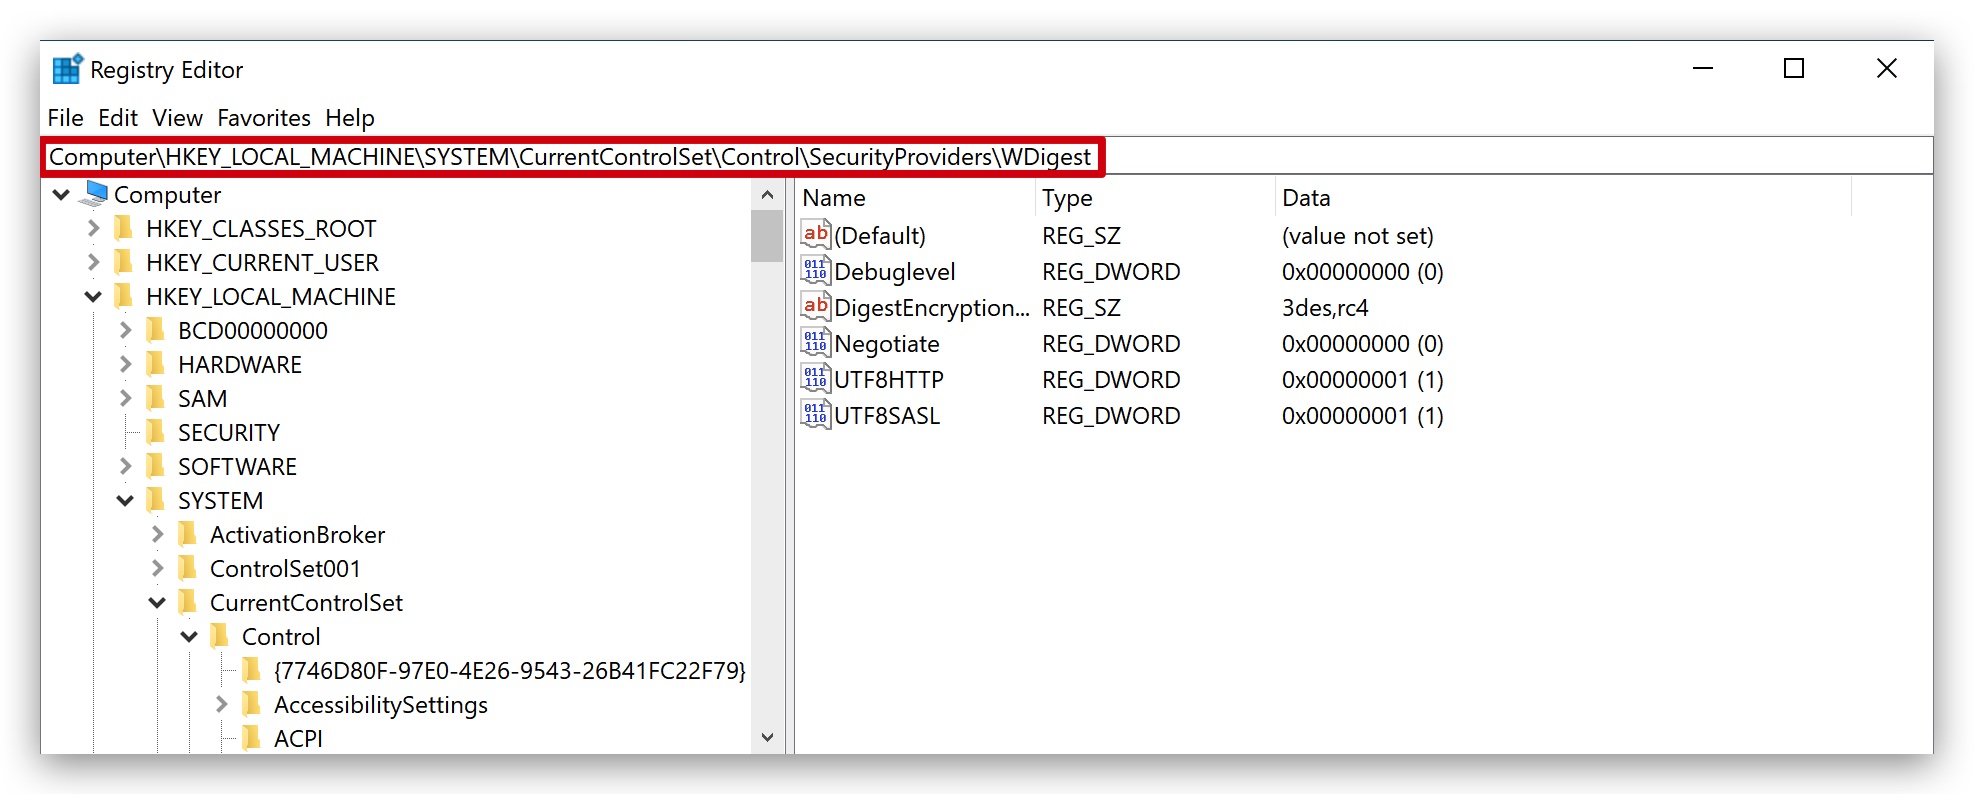 Registry Editor
File Edit View Favorites Help
Computer\HKEY_LOCAL_MACHINE\SYSTEM\CurrentControlSet\Control\SecurityProviders\WDigest
Computer
HKEY_CLASSES_ROOT
HKEY_CURRENT_USER
HKEY_LOCAL_MACHINE
BCD00000000
HARDWARE
SAM
SECURITY
SOFTWARE
SYSTEM
ActivationBroker
ControlSet001
CurrentControlSet
Control
{7746D80F-97E0-4E26-9543-26B41FC22F79}
AccessibilitySettings
ACPI
Name Type Data
(Default) REG_SZ (value not set)
Debuglevel REG_DWORD 0x00000000 (0)
DigestEncryption... REG_SZ 3des,rc4
Negotiate REG_DWORD 0x00000000 (0)
UTF8HTTP REG_DWORD 0x00000001 (1)
UTF8SASL REG_DWORD 0x00000001 (1)